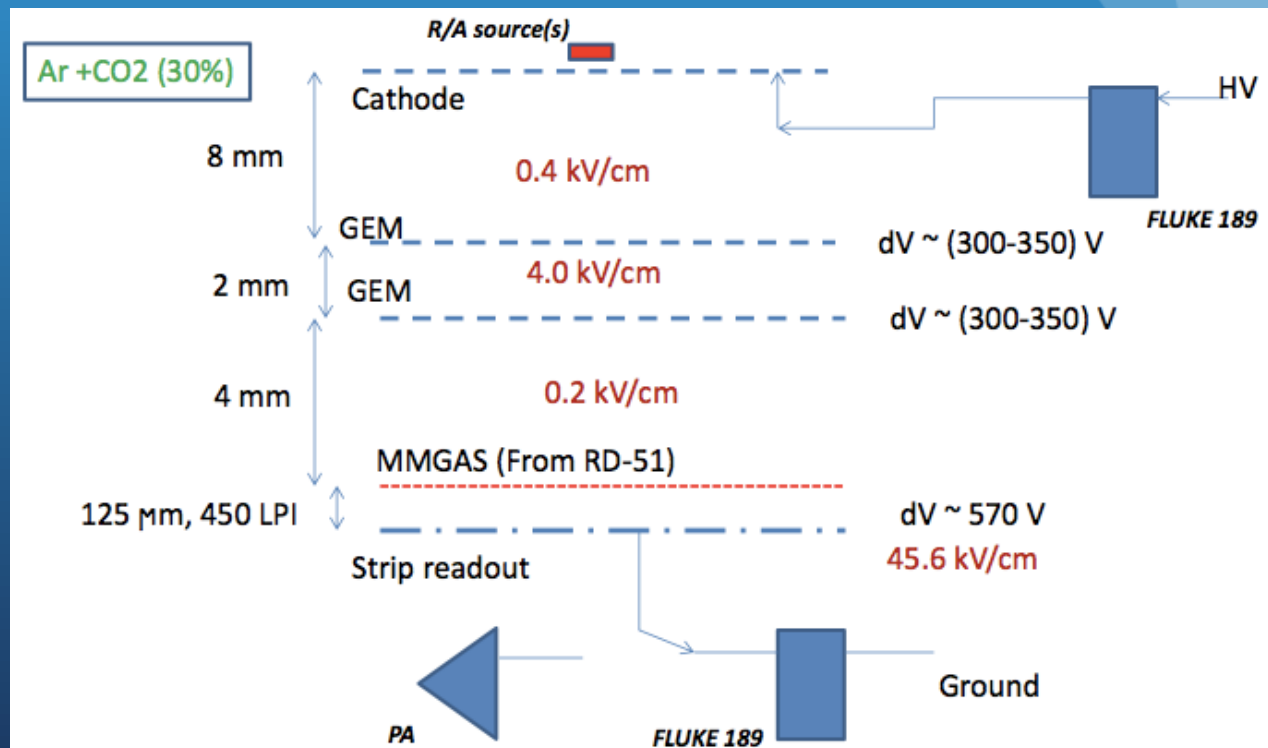 R/A source(s)
Ar +CO2 (30%)
Cathode
HV
8 mm
0.4 kV/cm
FLUKE 189
GEM
dV ~ (300-350) V
2 mm
4.0 kV/cm
GEM
dV ~ (300-350) V
4 mm
0.2 kV/cm
MMGAS (From RD-51)
125 μm, 450 LPI
dV ~ 570 V
45.6 kV/cm
Strip readout
Ground
PA
FLUKE 189